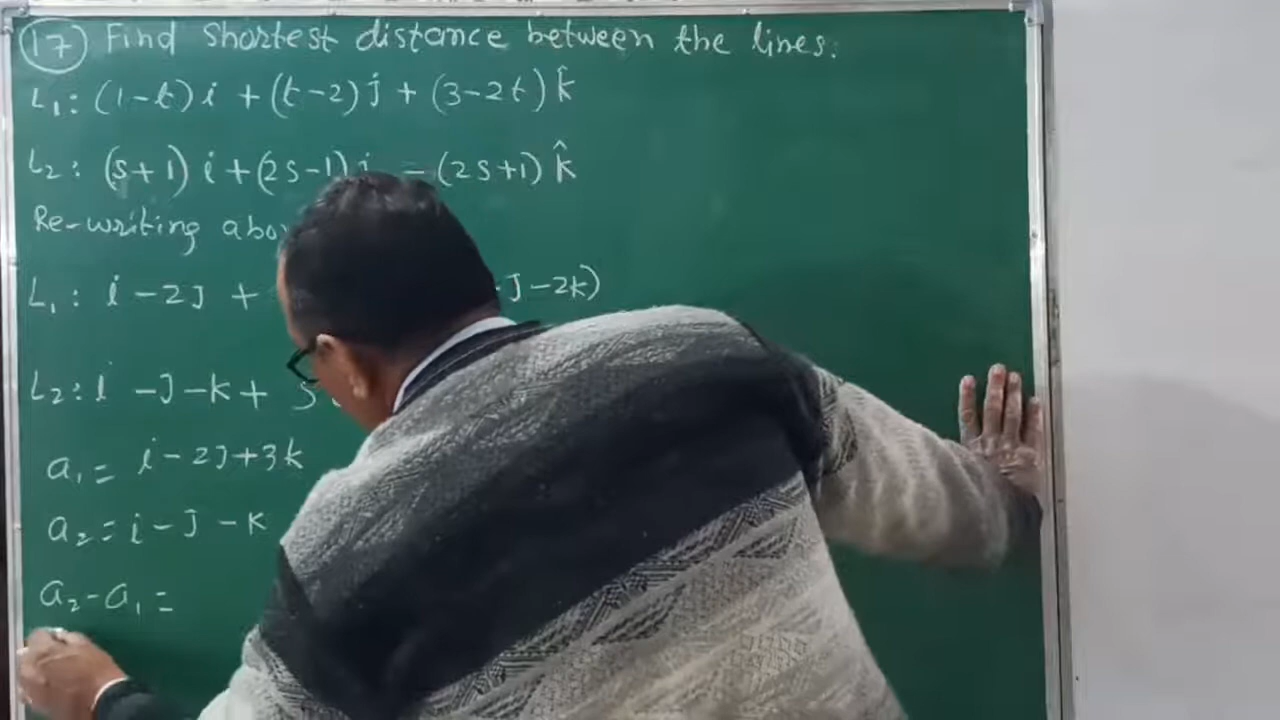 (17) Find Shortest distance between the lines:
L₁: (1-t)i + (t-2)j + (3-2t)k̂
L₂: (s+1)i + (2s-1)j - (2s+1)k̂
Re-writing
L₁: i - 2J + J - 2k)
L₂: i - J - k + s
a₁ = i - 2J + 3k
a₂ = i - J - k
a₂ - a₁ =